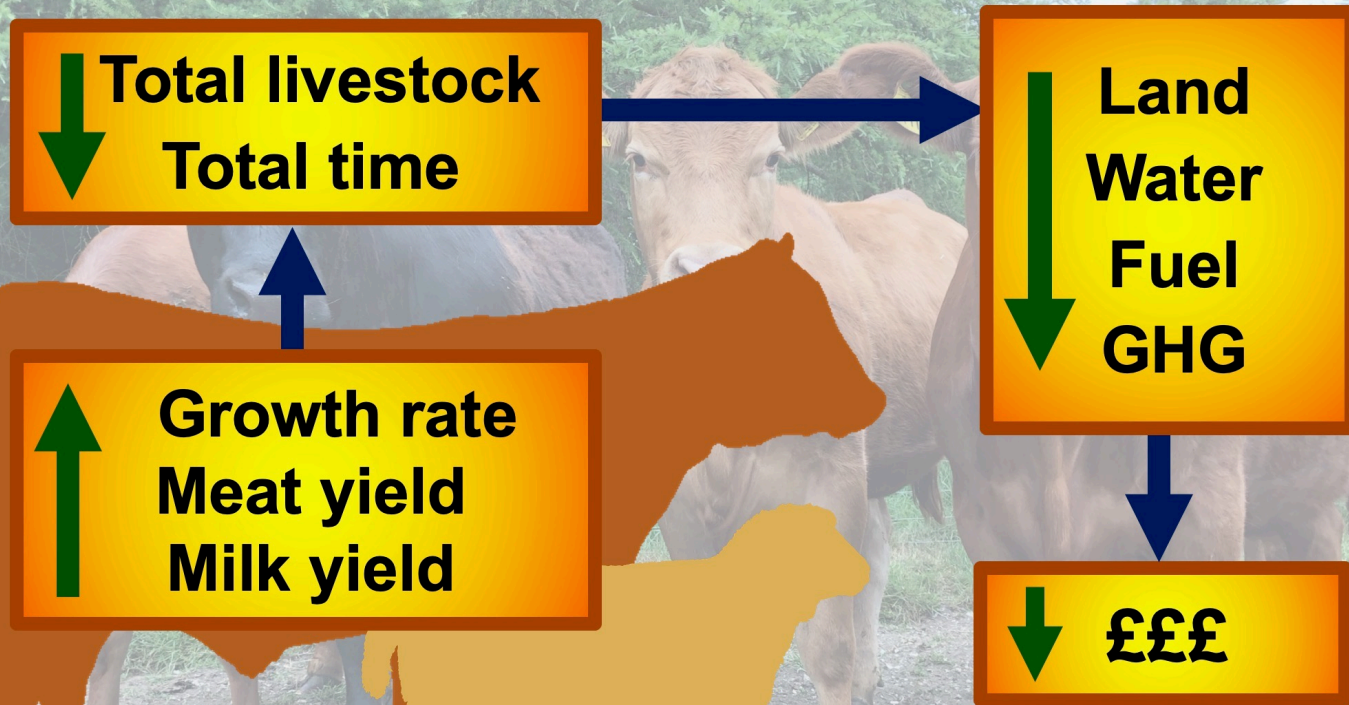 Total livestock
Total time
Land
Water
Fuel
GHG
Growth rate
Meat yield
Milk yield
£££